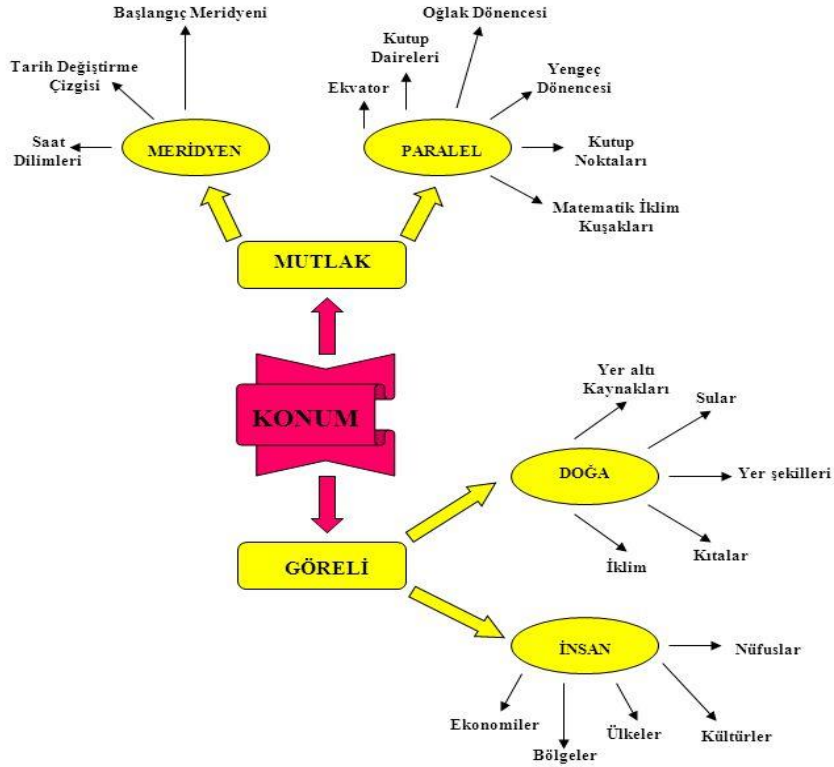 Başlangıç Meridyeni
Oğlak Dönencesi
Kutup
Daireleri
Tarih Değiştirme
Çizgisi
Ekvator
Yengeç
Dönencesi
Saat
Dilimleri
MERİDYEN
PARALEL
Kutup
Noktaları
Matematik İklim
Kuşakları
MUTLAK
KONUM
Yer altı
Kaynakları
Sular
DOĞA
Yer şekilleri
İklim
Kıtalar
GÖRELİ
İNSAN
Nüfuslar
Ekonomiler
Bölgeler
Ülkeler
Kültürler